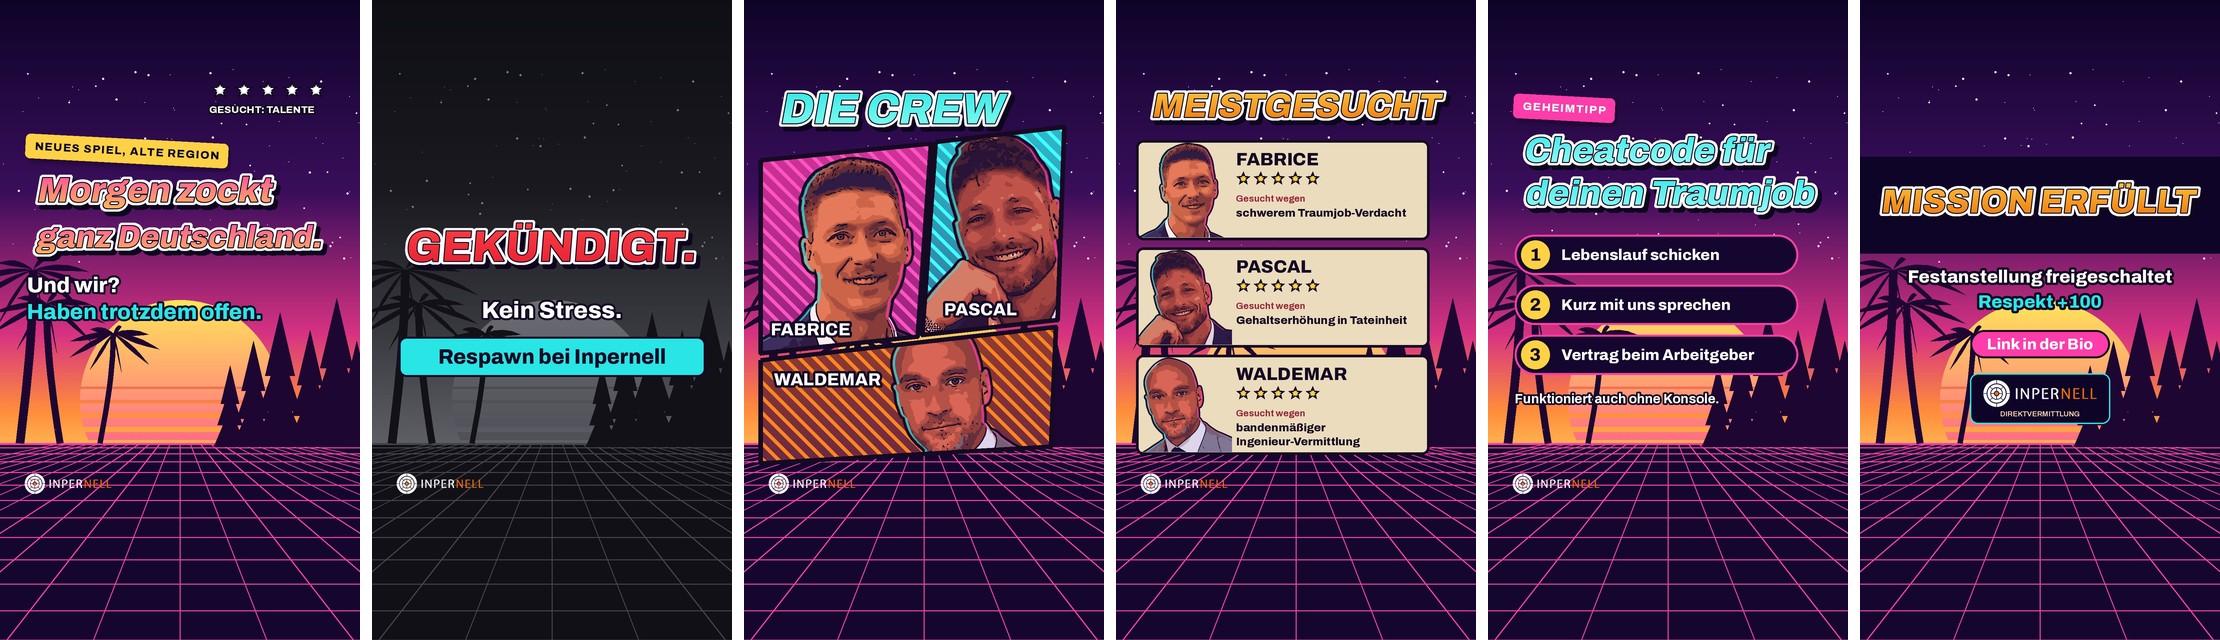 GESUCHT: TALENTE
NEUES SPIEL, ALTE REGION
Morgen zockt
ganz Deutschland.
Und wir?
Haben trotzdem offen.
INPERNELL
GEKÜNDIGT.
Kein Stress.
Respawn bei Inpernell
INPERNELL
DIE CREW
FABRICE
PASCAL
WALDEMAR
INPERNELL
MEISTGESUCHT
FABRICE
Gesucht wegen
schwerem Traumjob-Verdacht
PASCAL
Gesucht wegen
Gehaltserhöhung in Tateinheit
WALDEMAR
Gesucht wegen
bandenmäßiger
Ingenieur-Vermittlung
INPERNELL
GEHEIMTIPP
Cheatcode für
deinen Traumjob
1 Lebenslauf schicken
2 Kurz mit uns sprechen
3 Vertrag beim Arbeitgeber
Funktioniert auch ohne Konsole.
INPERNELL
MISSION ERFÜLLT
Festanstellung freigeschaltet
Respekt +100
Link in der Bio
INPERNELL
DIREKTVERMITTLUNG